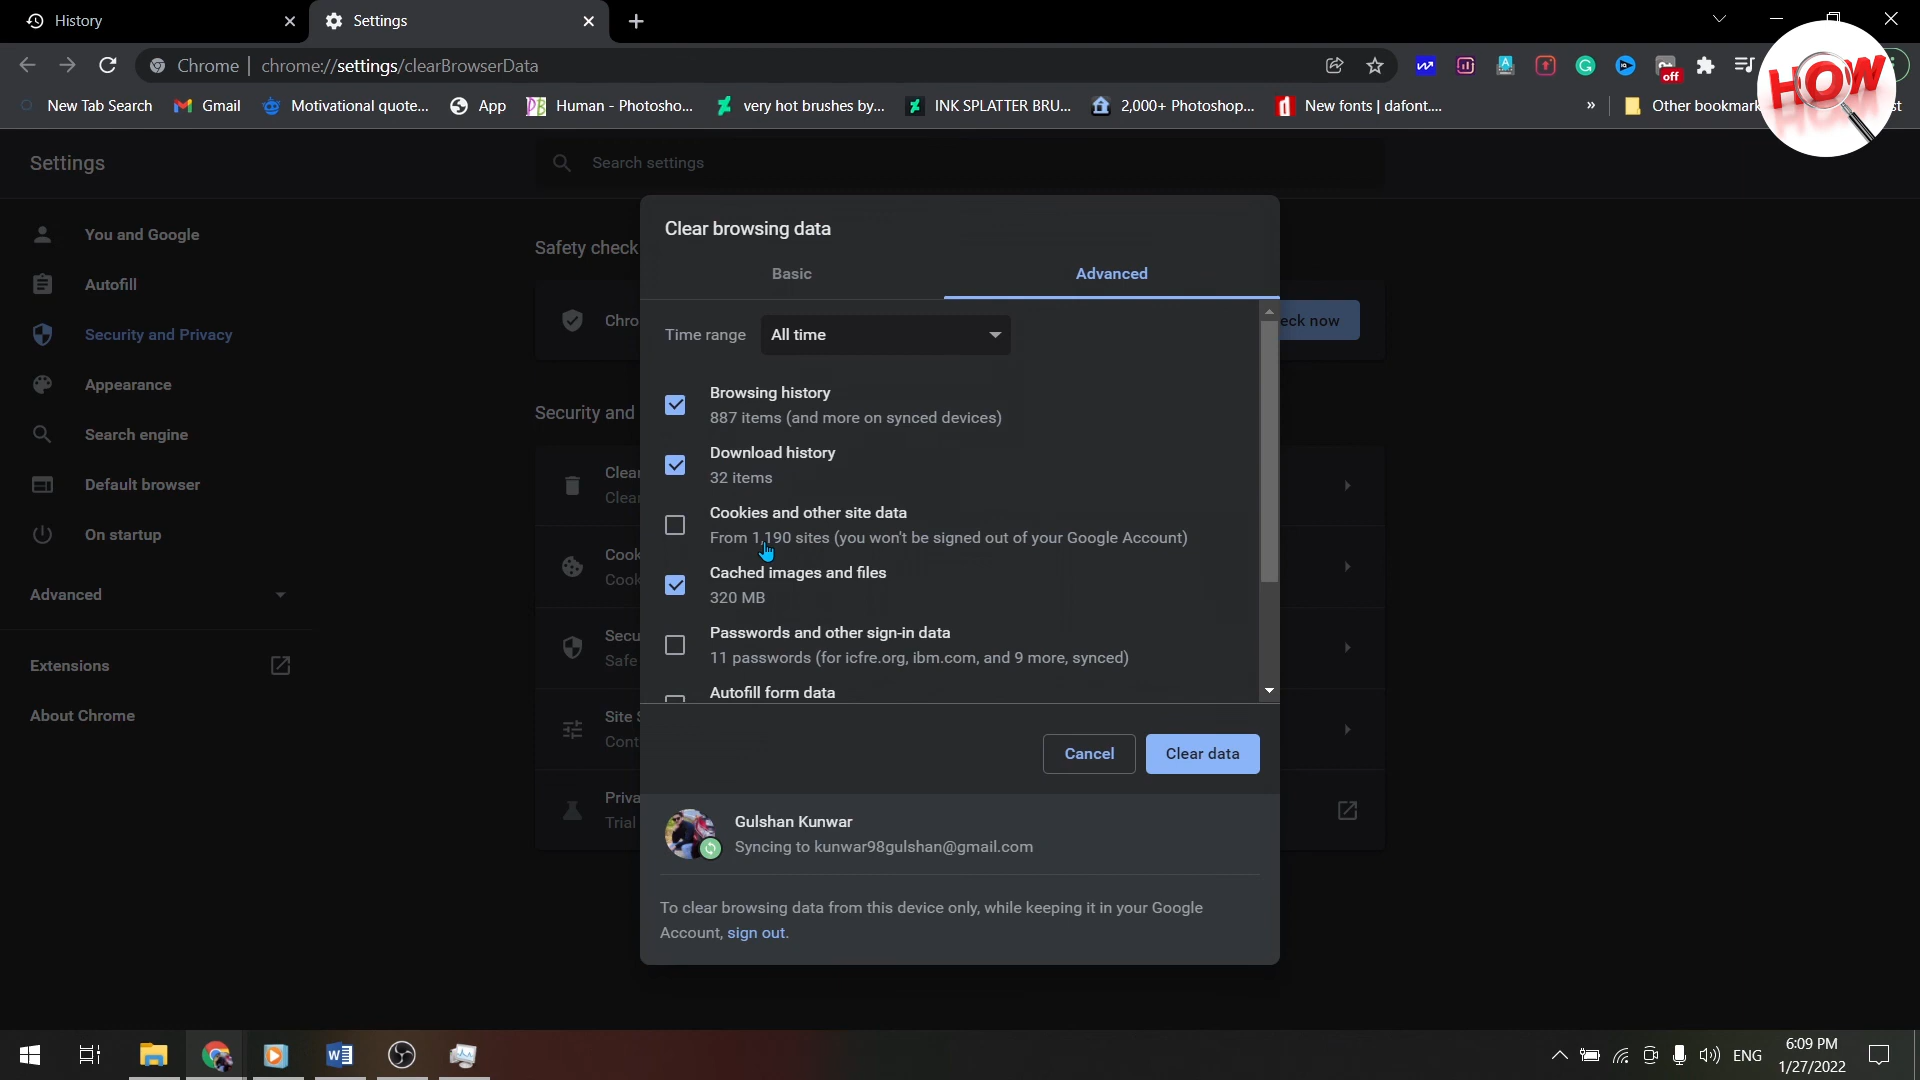 History
Settings
Chrome | chrome://settings/clearBrowserData
off
HOW
New Tab Search
Gmail
Motivational quote...
App
Human - Photosho...
very hot brushes by...
INK SPLATTER BRU...
2,000+ Photoshop...
New fonts | dafont....
»
Other bookmark
Settings
Search settings
You and Google
Autofill
Security and Privacy
Appearance
Search engine
Default browser
On startup
Advanced
Extensions
About Chrome
Safety check
Chro
eck now
Security and
Clea
Clea
Cook
Cook
Secu
Safe
Site S
Cont
Priva
Trial
Clear browsing data
Basic
Advanced
Time range
All time
Browsing history
887 items (and more on synced devices)
Download history
32 items
Cookies and other site data
From 1,190 sites (you won't be signed out of your Google Account)
Cached images and files
320 MB
Passwords and other sign-in data
11 passwords (for icfre.org, ibm.com, and 9 more, synced)
Autofill form data
Cancel
Clear data
Gulshan Kunwar
Syncing to kunwar98gulshan@gmail.com
To clear browsing data from this device only, while keeping it in your Google
Account, sign out.
ENG
6:09 PM
1/27/2022